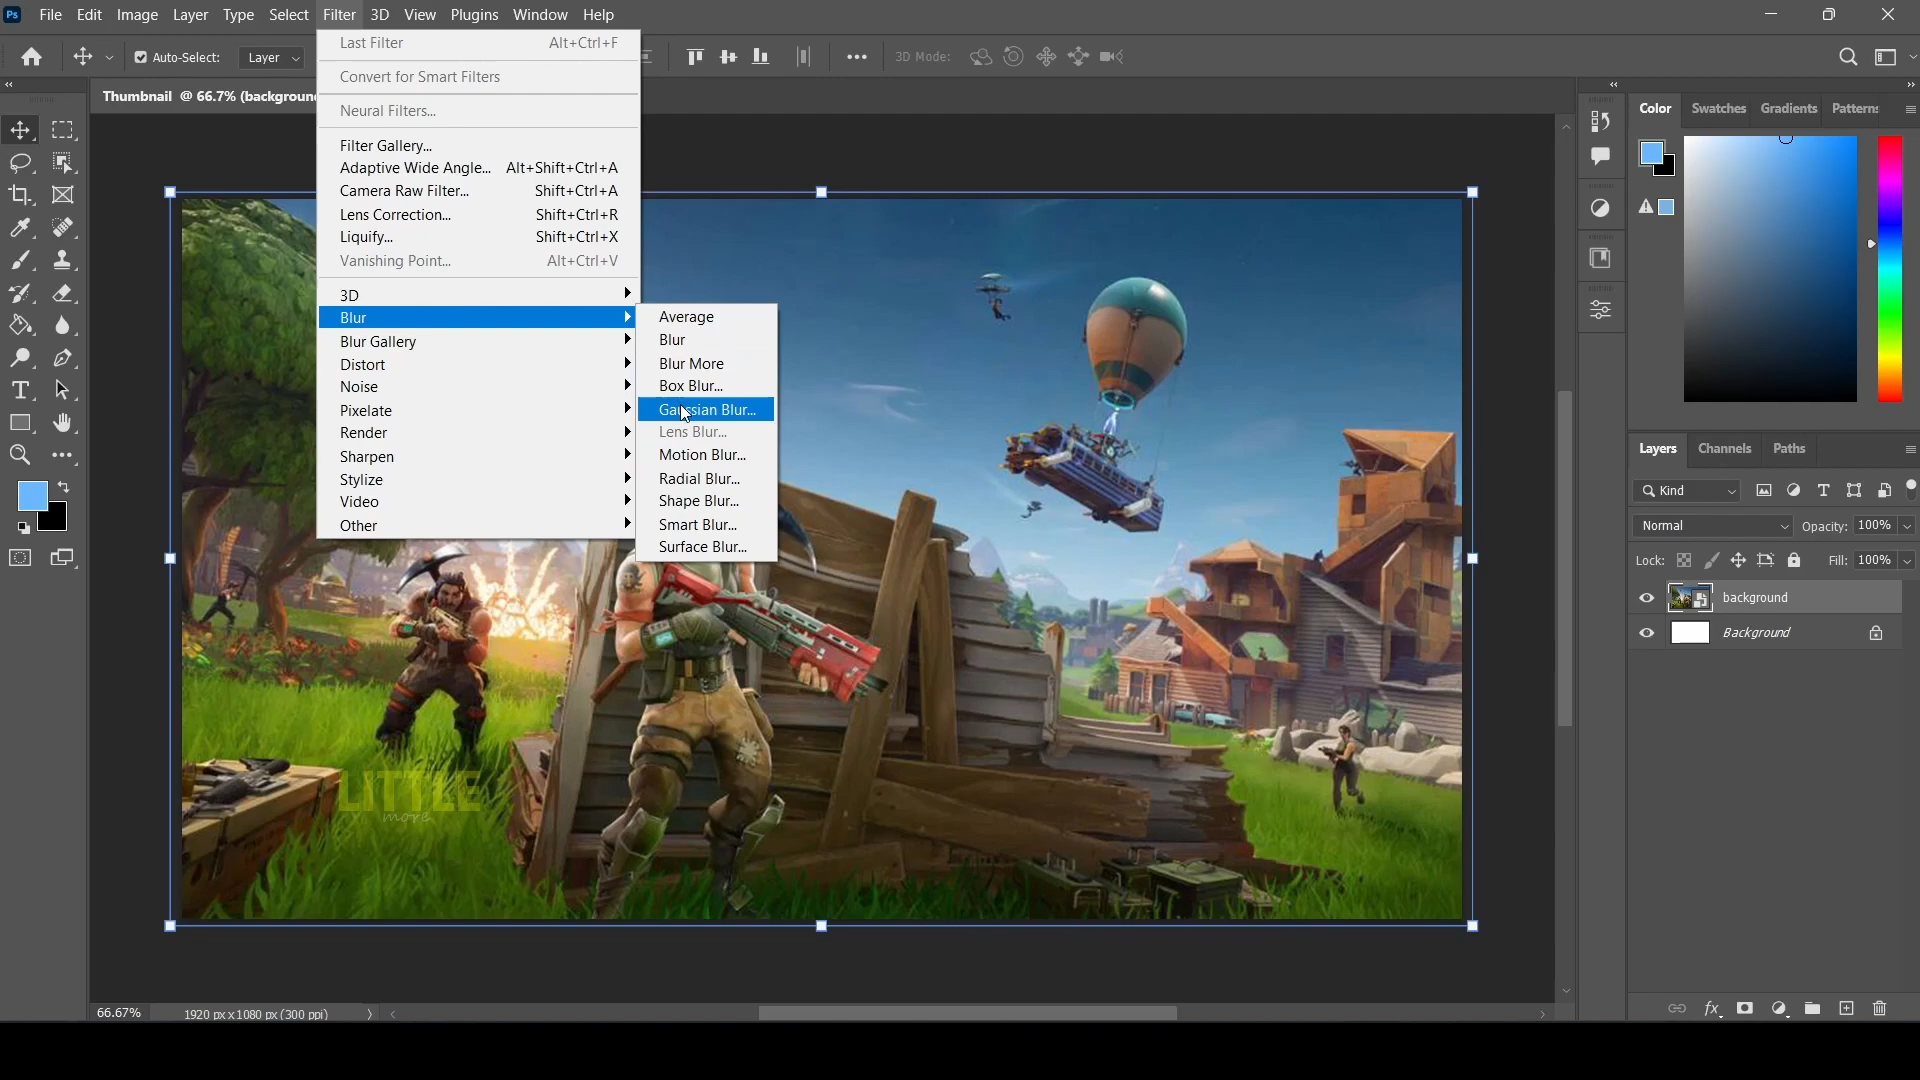 Ps File Edit Image Layer Type Select Filter 3D View Plugins Window Help
Auto-Select: Layer 3D Mode:
Thumbnail @ 66.7% (backgroun
Last Filter Alt+Ctrl+F
Convert for Smart Filters
Neural Filters...
Filter Gallery...
Adaptive Wide Angle... Alt+Shift+Ctrl+A
Camera Raw Filter... Shift+Ctrl+A
Lens Correction... Shift+Ctrl+R
Liquify... Shift+Ctrl+X
Vanishing Point... Alt+Ctrl+V
3D
Blur
Blur Gallery
Distort
Noise
Pixelate
Render
Sharpen
Stylize
Video
Other
Average
Blur
Blur More
Box Blur...
Gaussian Blur...
Lens Blur...
Motion Blur...
Radial Blur...
Shape Blur...
Smart Blur...
Surface Blur...
LITTLE
more
66.67% 1920 px x 1080 px (300 ppi)
Color Swatches Gradients Patterns
Layers Channels Paths
Kind
Normal Opacity: 100%
Lock: Fill: 100%
background
Background
fx